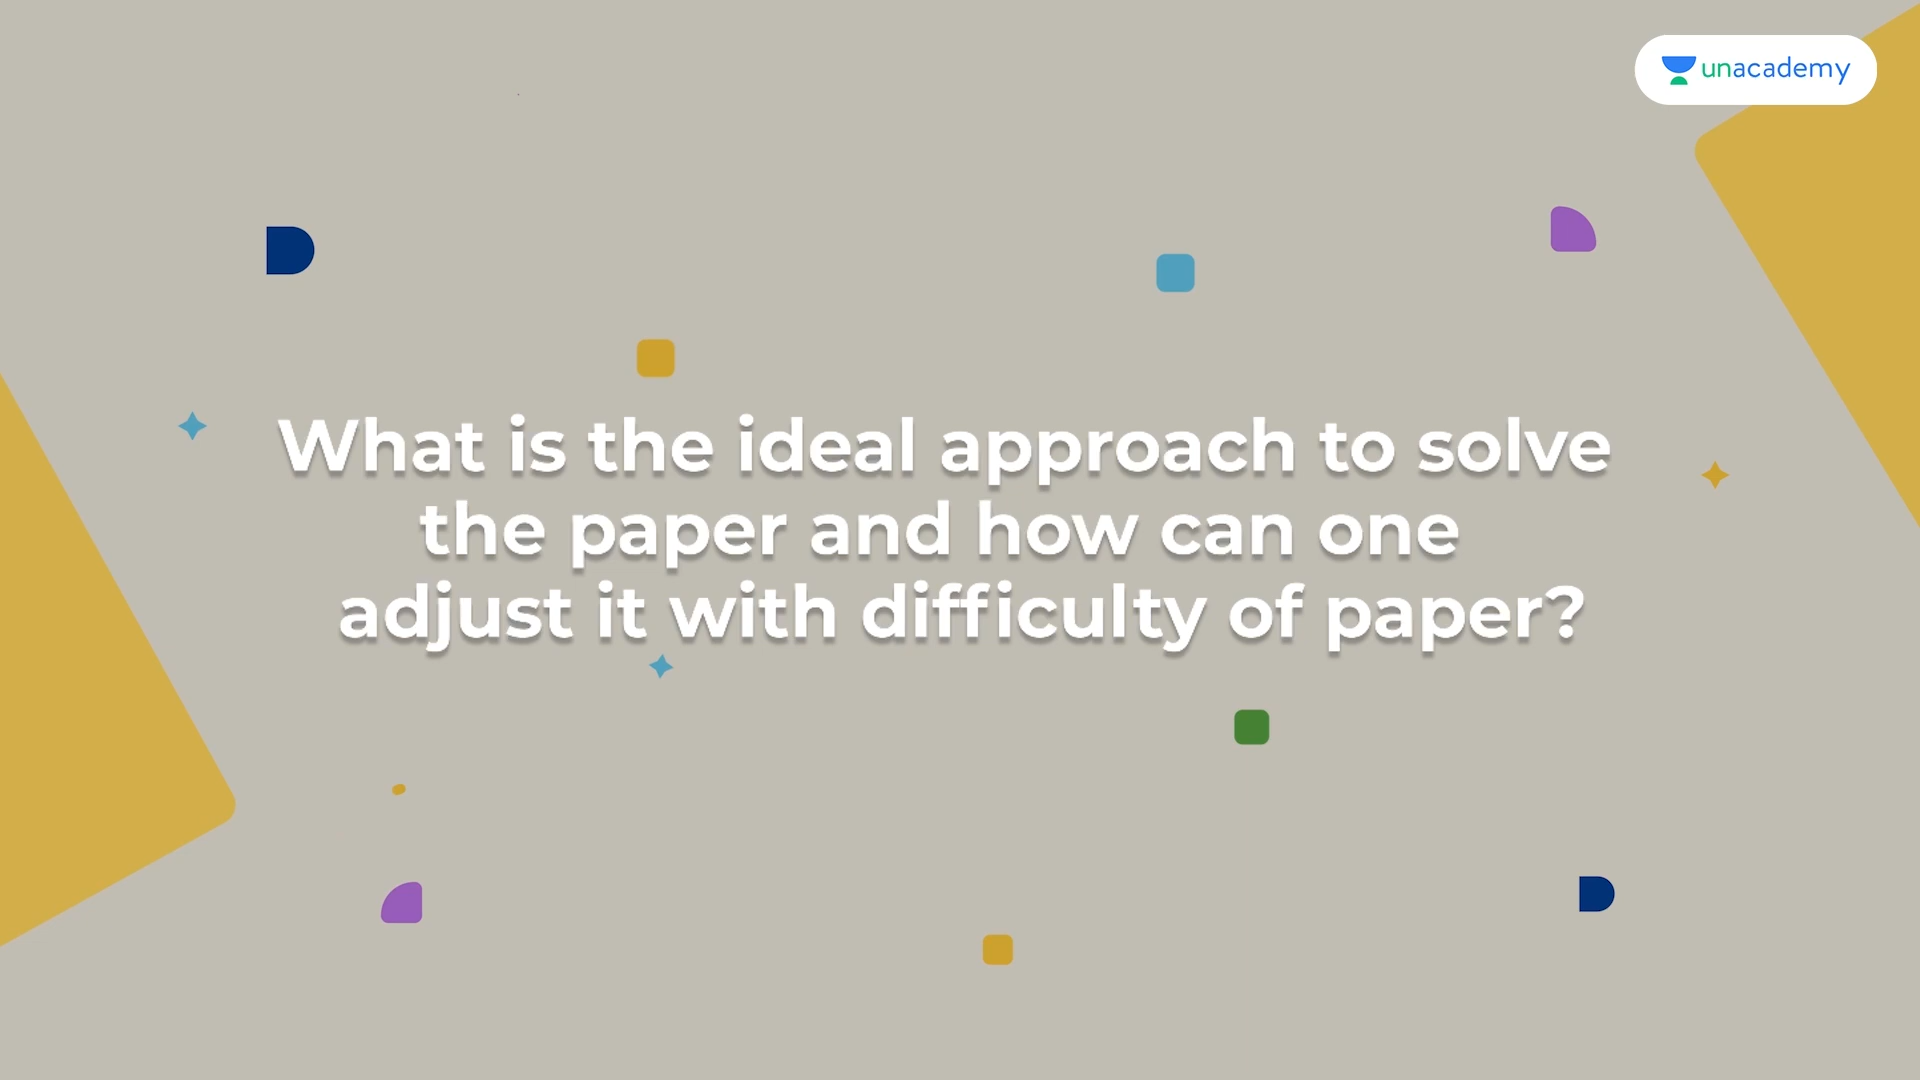 unacademy
What is the ideal approach to solve
the paper and how can one
adjust it with difficulty of paper?